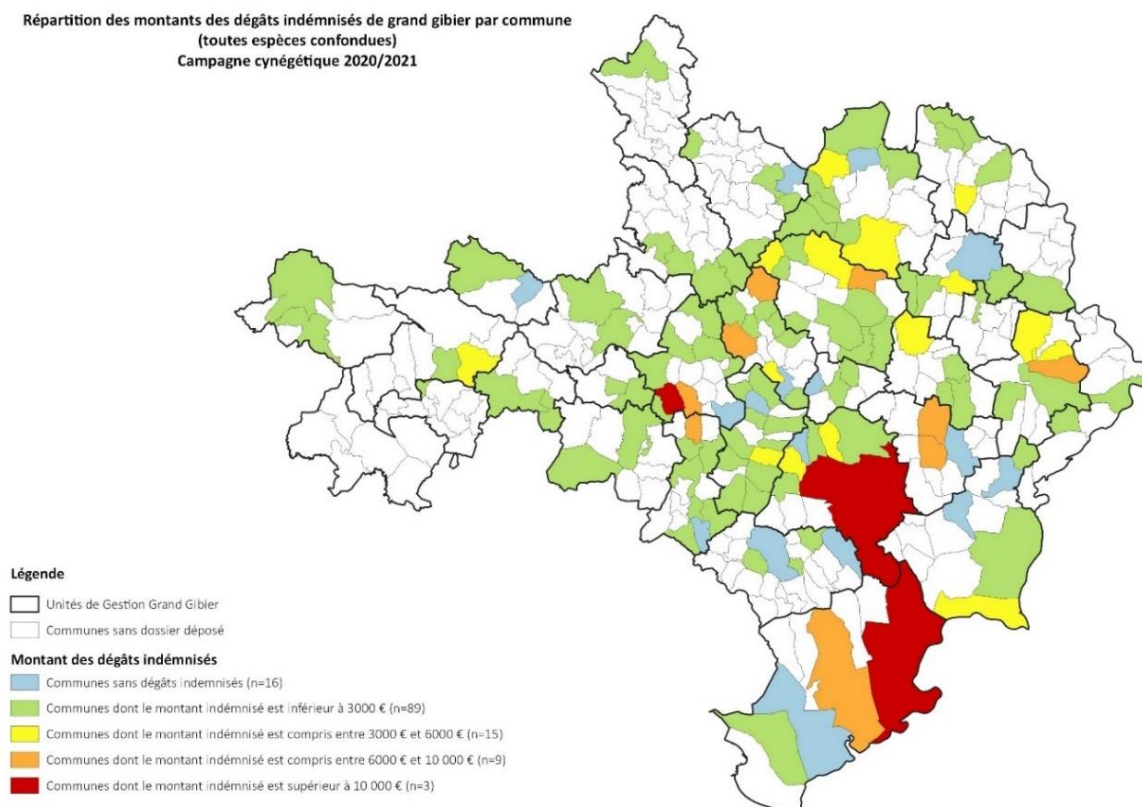 Répartition des montants des dégâts indémnisés de grand gibier par commune
(toutes espèces confondues)
Campagne cynégétique 2020/2021
Légende
Unités de Gestion Grand Gibier
Communes sans dossier déposé
Montant des dégâts indémnisés
Communes sans dégâts indemnisés (n=16)
Communes dont le montant indémnisé est inférieur à 3000 € (n=89)
Communes dont le montant indémnisé est compris entre 3000 € et 6000 € (n=15)
Communes dont le montant indémnisé est compris entre 6000 € et 10 000 € (n=9)
Communes dont le montant indémnisé est supérieur à 10 000 € (n=3)